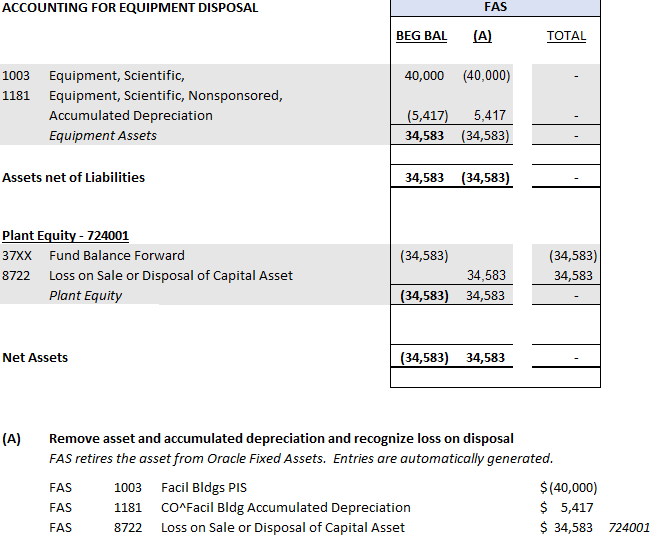 ACCOUNTING FOR EQUIPMENT DISPOSAL FAS
BEG BAL (A) TOTAL
1003 Equipment, Scientific, 40,000 (40,000) -
1181 Equipment, Scientific, Nonsponsored,
Accumulated Depreciation (5,417) 5,417 -
Equipment Assets 34,583 (34,583) -
Assets net of Liabilities 34,583 (34,583) -
Plant Equity - 724001
37XX Fund Balance Forward (34,583) (34,583)
8722 Loss on Sale or Disposal of Capital Asset 34,583 34,583
Plant Equity (34,583) 34,583 -
Net Assets (34,583) 34,583 -
(A) Remove asset and accumulated depreciation and recognize loss on disposal
FAS retires the asset from Oracle Fixed Assets. Entries are automatically generated.
FAS 1003 Facil Bldgs PIS $(40,000)
FAS 1181 CO^Facil Bldg Accumulated Depreciation $ 5,417
FAS 8722 Loss on Sale or Disposal of Capital Asset $ 34,583 724001